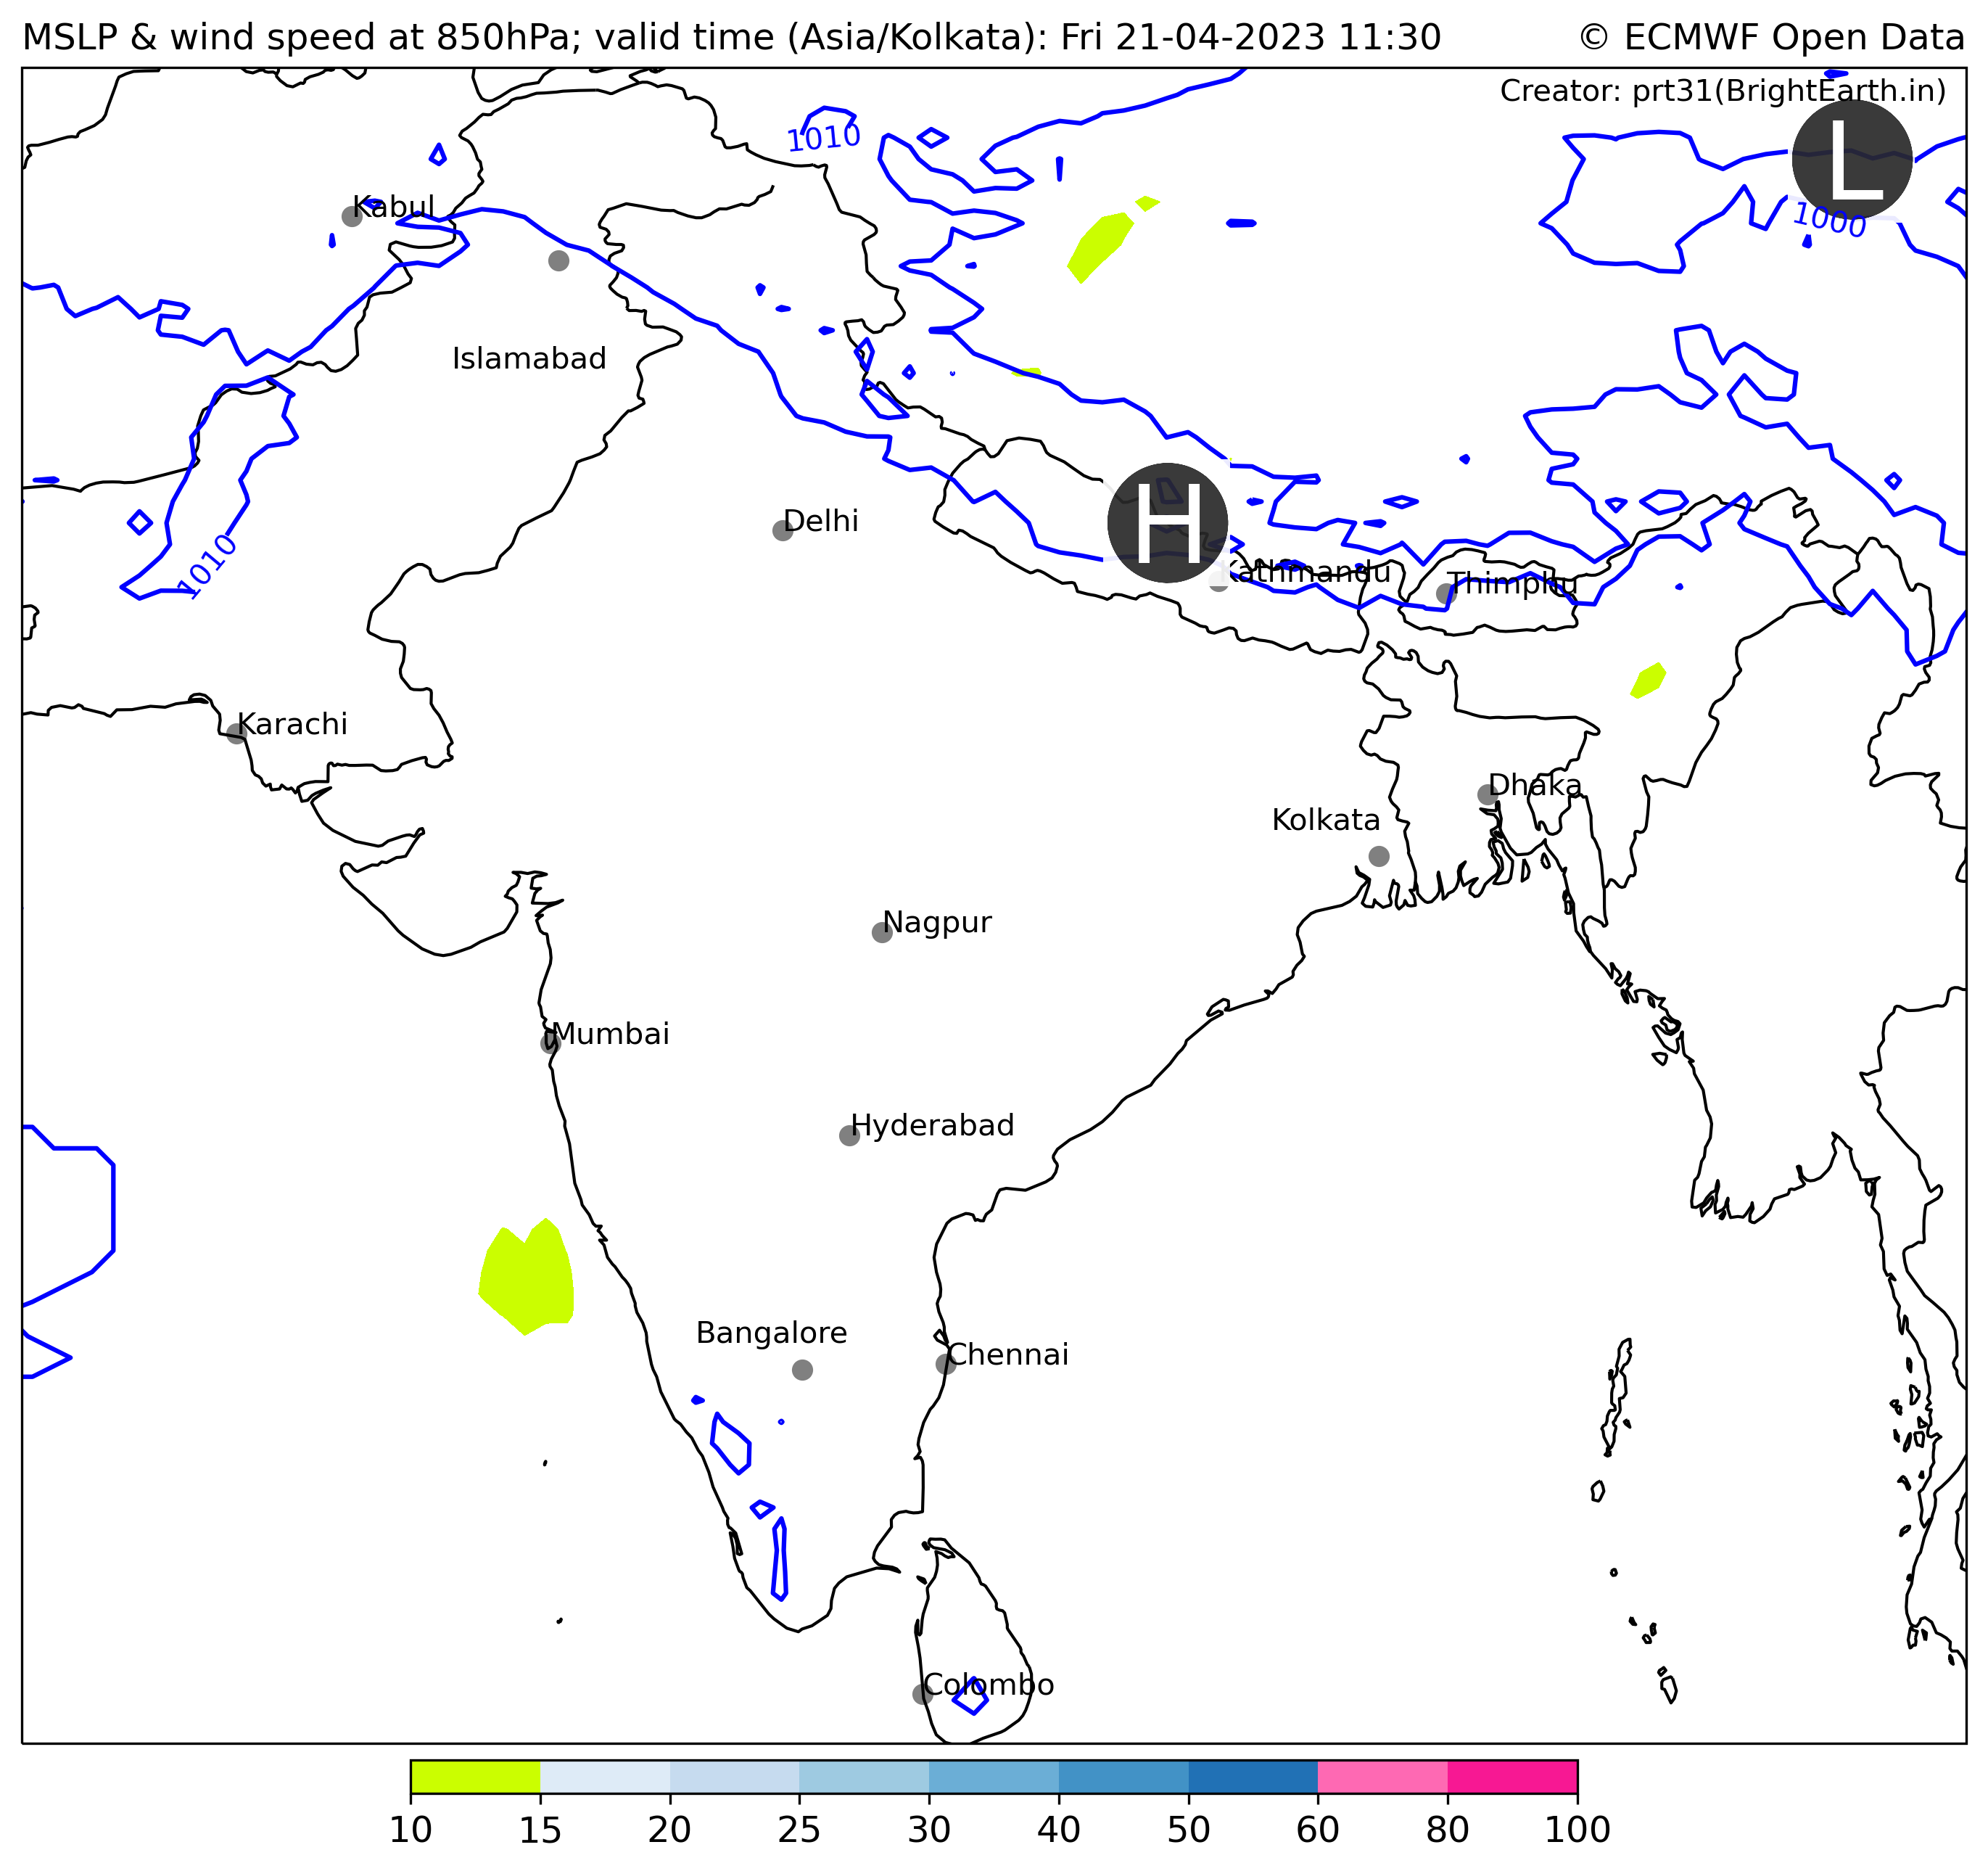 MSLP & wind speed at 850hPa; valid time (Asia/Kolkata): Fri 21-04-2023 11:30
© ECMWF Open Data
Creator: prt31(BrightEarth.in)
L
1010
Kabul
1000
Islamabad
H
Delhi
1010
Kathmandu
Thimphu
Karachi
Dhaka
Kolkata
Nagpur
Mumbai
Hyderabad
Bangalore
Chennai
Colombo
10 15 20 25 30 40 50 60 80 100